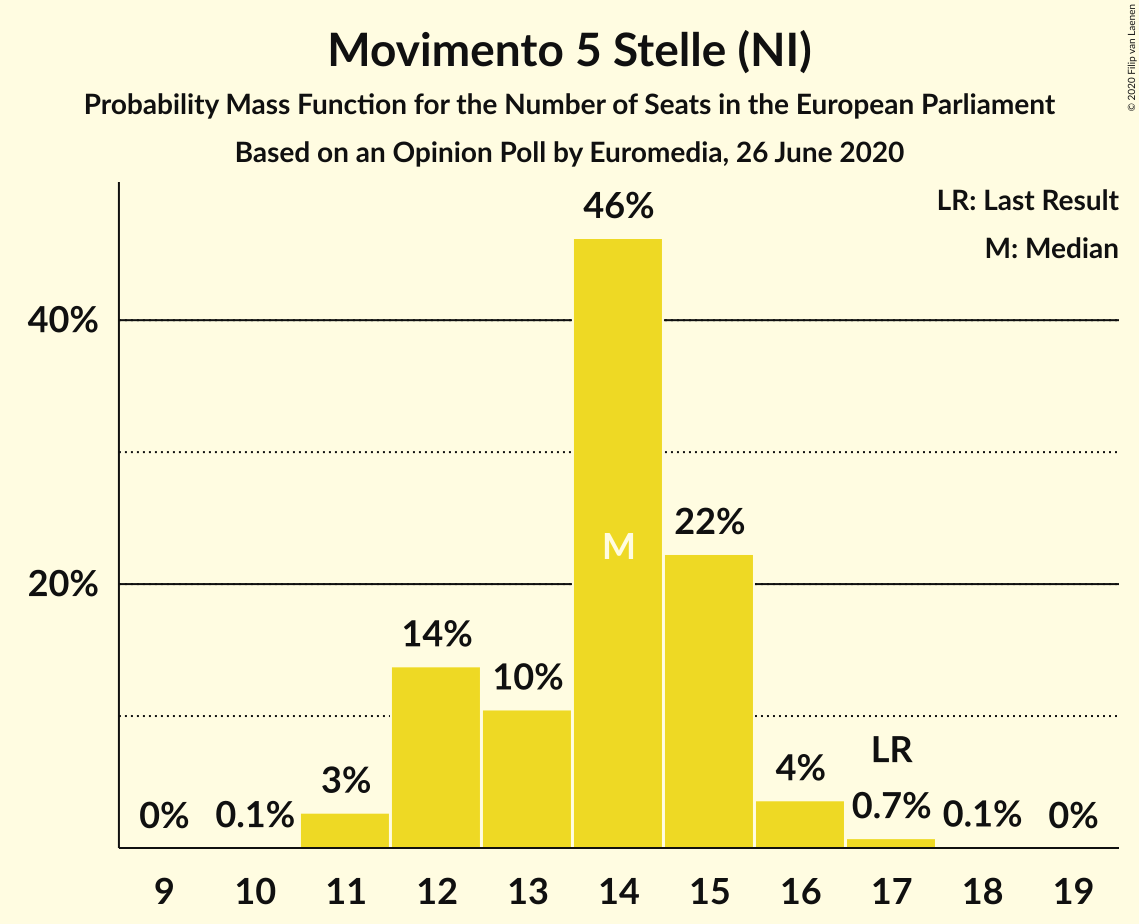 Movimento 5 Stelle (NI)
Probability Mass Function for the Number of Seats in the European Parliament
Based on an Opinion Poll by Euromedia, 26 June 2020
© 2020 Filip van Laenen
LR: Last Result
M: Median
40%
20%
0%
0.1%
3%
14%
10%
46%
M
22%
4%
LR
0.7%
0.1%
0%
9 10 11 12 13 14 15 16 17 18 19